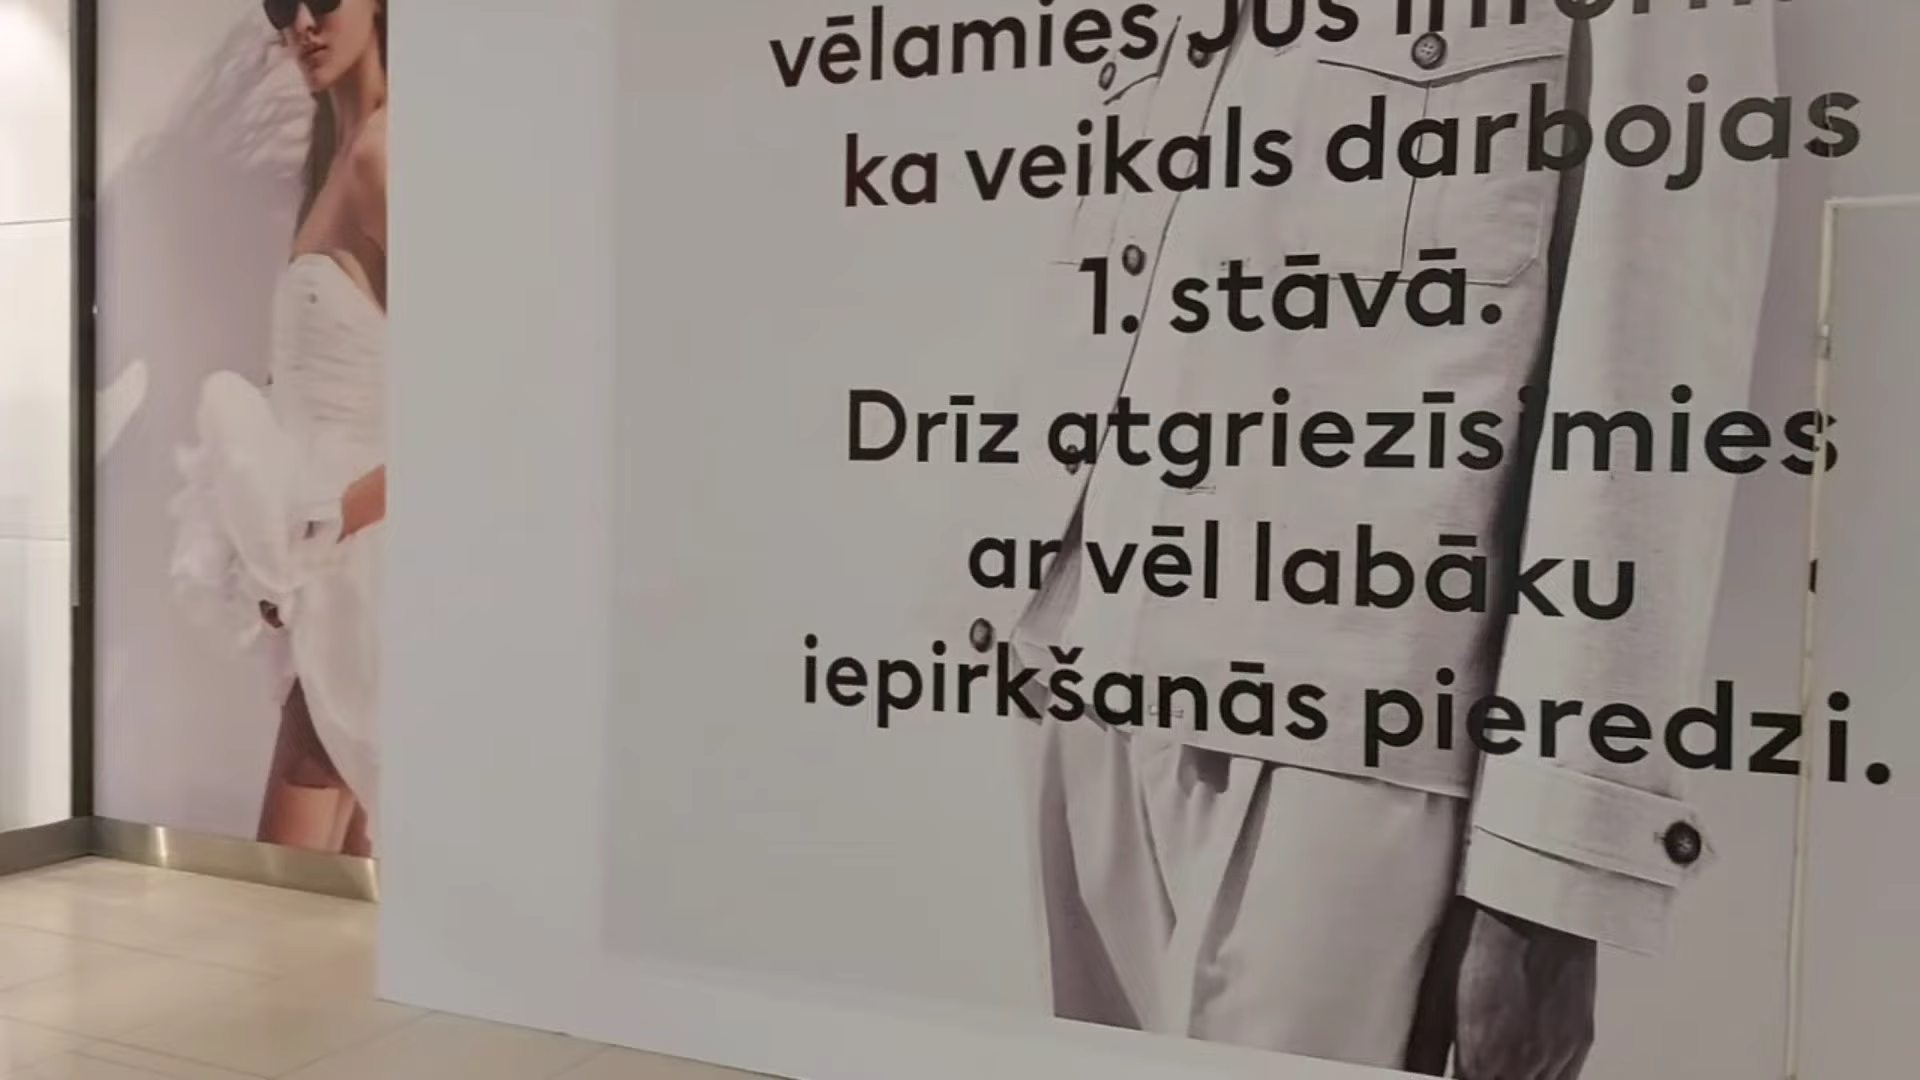 vēlamies Jūs
ka veikals darbojas
1. stāvā.
Drīz atgriezīsimies
ar vēl labāku
iepirkšanās pieredzi.